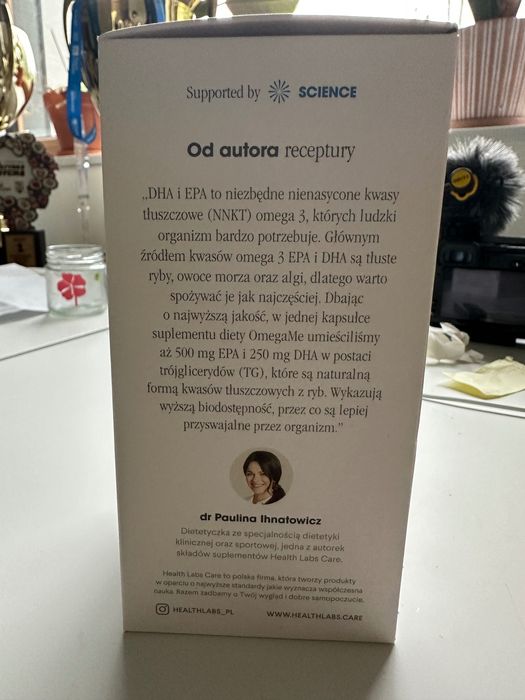 Supported by SCIENCE
Od autora receptury
„DHA i EPA to niezbędne nienasycone kwasy
tłuszczowe (NNKT) omega 3, których ludzki
organizm bardzo potrzebuje. Głównym
źródłem kwasów omega 3 EPA i DHA są tłuste
ryby, owoce morza oraz algi, dlatego warto
spożywać je jak najczęściej. Dbając
o najwyższą jakość, w jednej kapsułce
suplementu diety OmegaMe umieściliśmy
aż 500 mg EPA i 250 mg DHA w postaci
trójglicerydów (TG), które są naturalną
formą kwasów tłuszczowych z ryb. Wykazują
wyższą biodostępność, przez co są lepiej
przyswajalne przez organizm.”
dr Paulina Ihnatowicz
Dietetyczka ze specjalnością dietetyki
klinicznej oraz sportowej, jedna z autorek
składów suplementów Health Labs Care.
Health Labs Care to polska firma, która tworzy produkty
w oparciu o najwyższe standardy jakie wyznacza współczesna
nauka. Razem zadbamy o Twój wygląd i dobre samopoczucie.
HEALTHLABS_PL WWW.HEALTHLABS.CARE